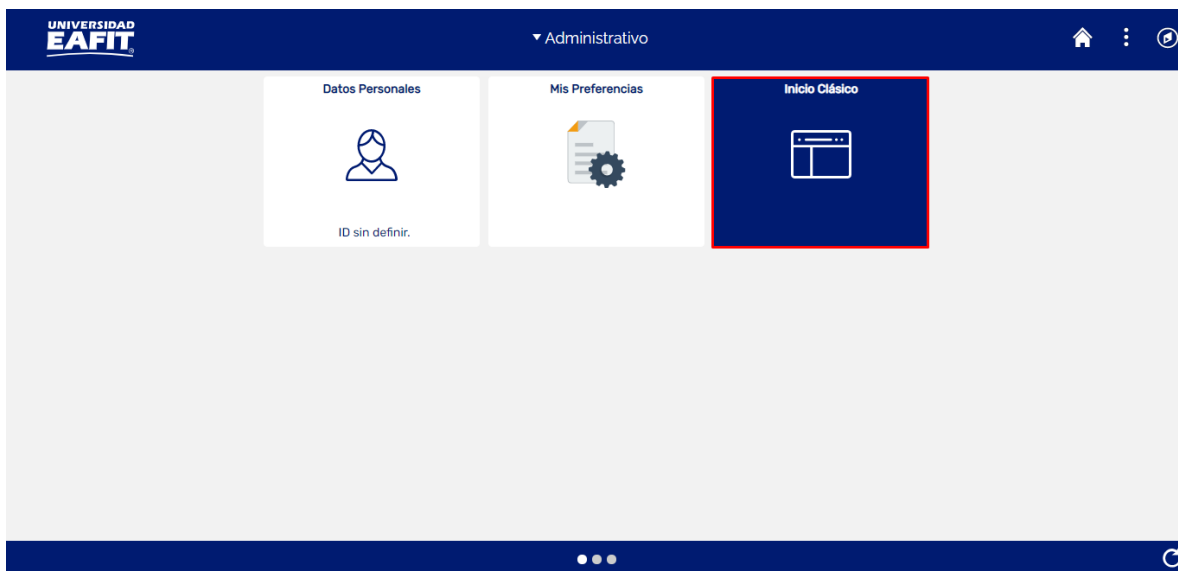 UNIVERSIDAD
EAFIT
Administrativo
Datos Personales
Mis Preferencias
Inicio Clásico
ID sin definir.